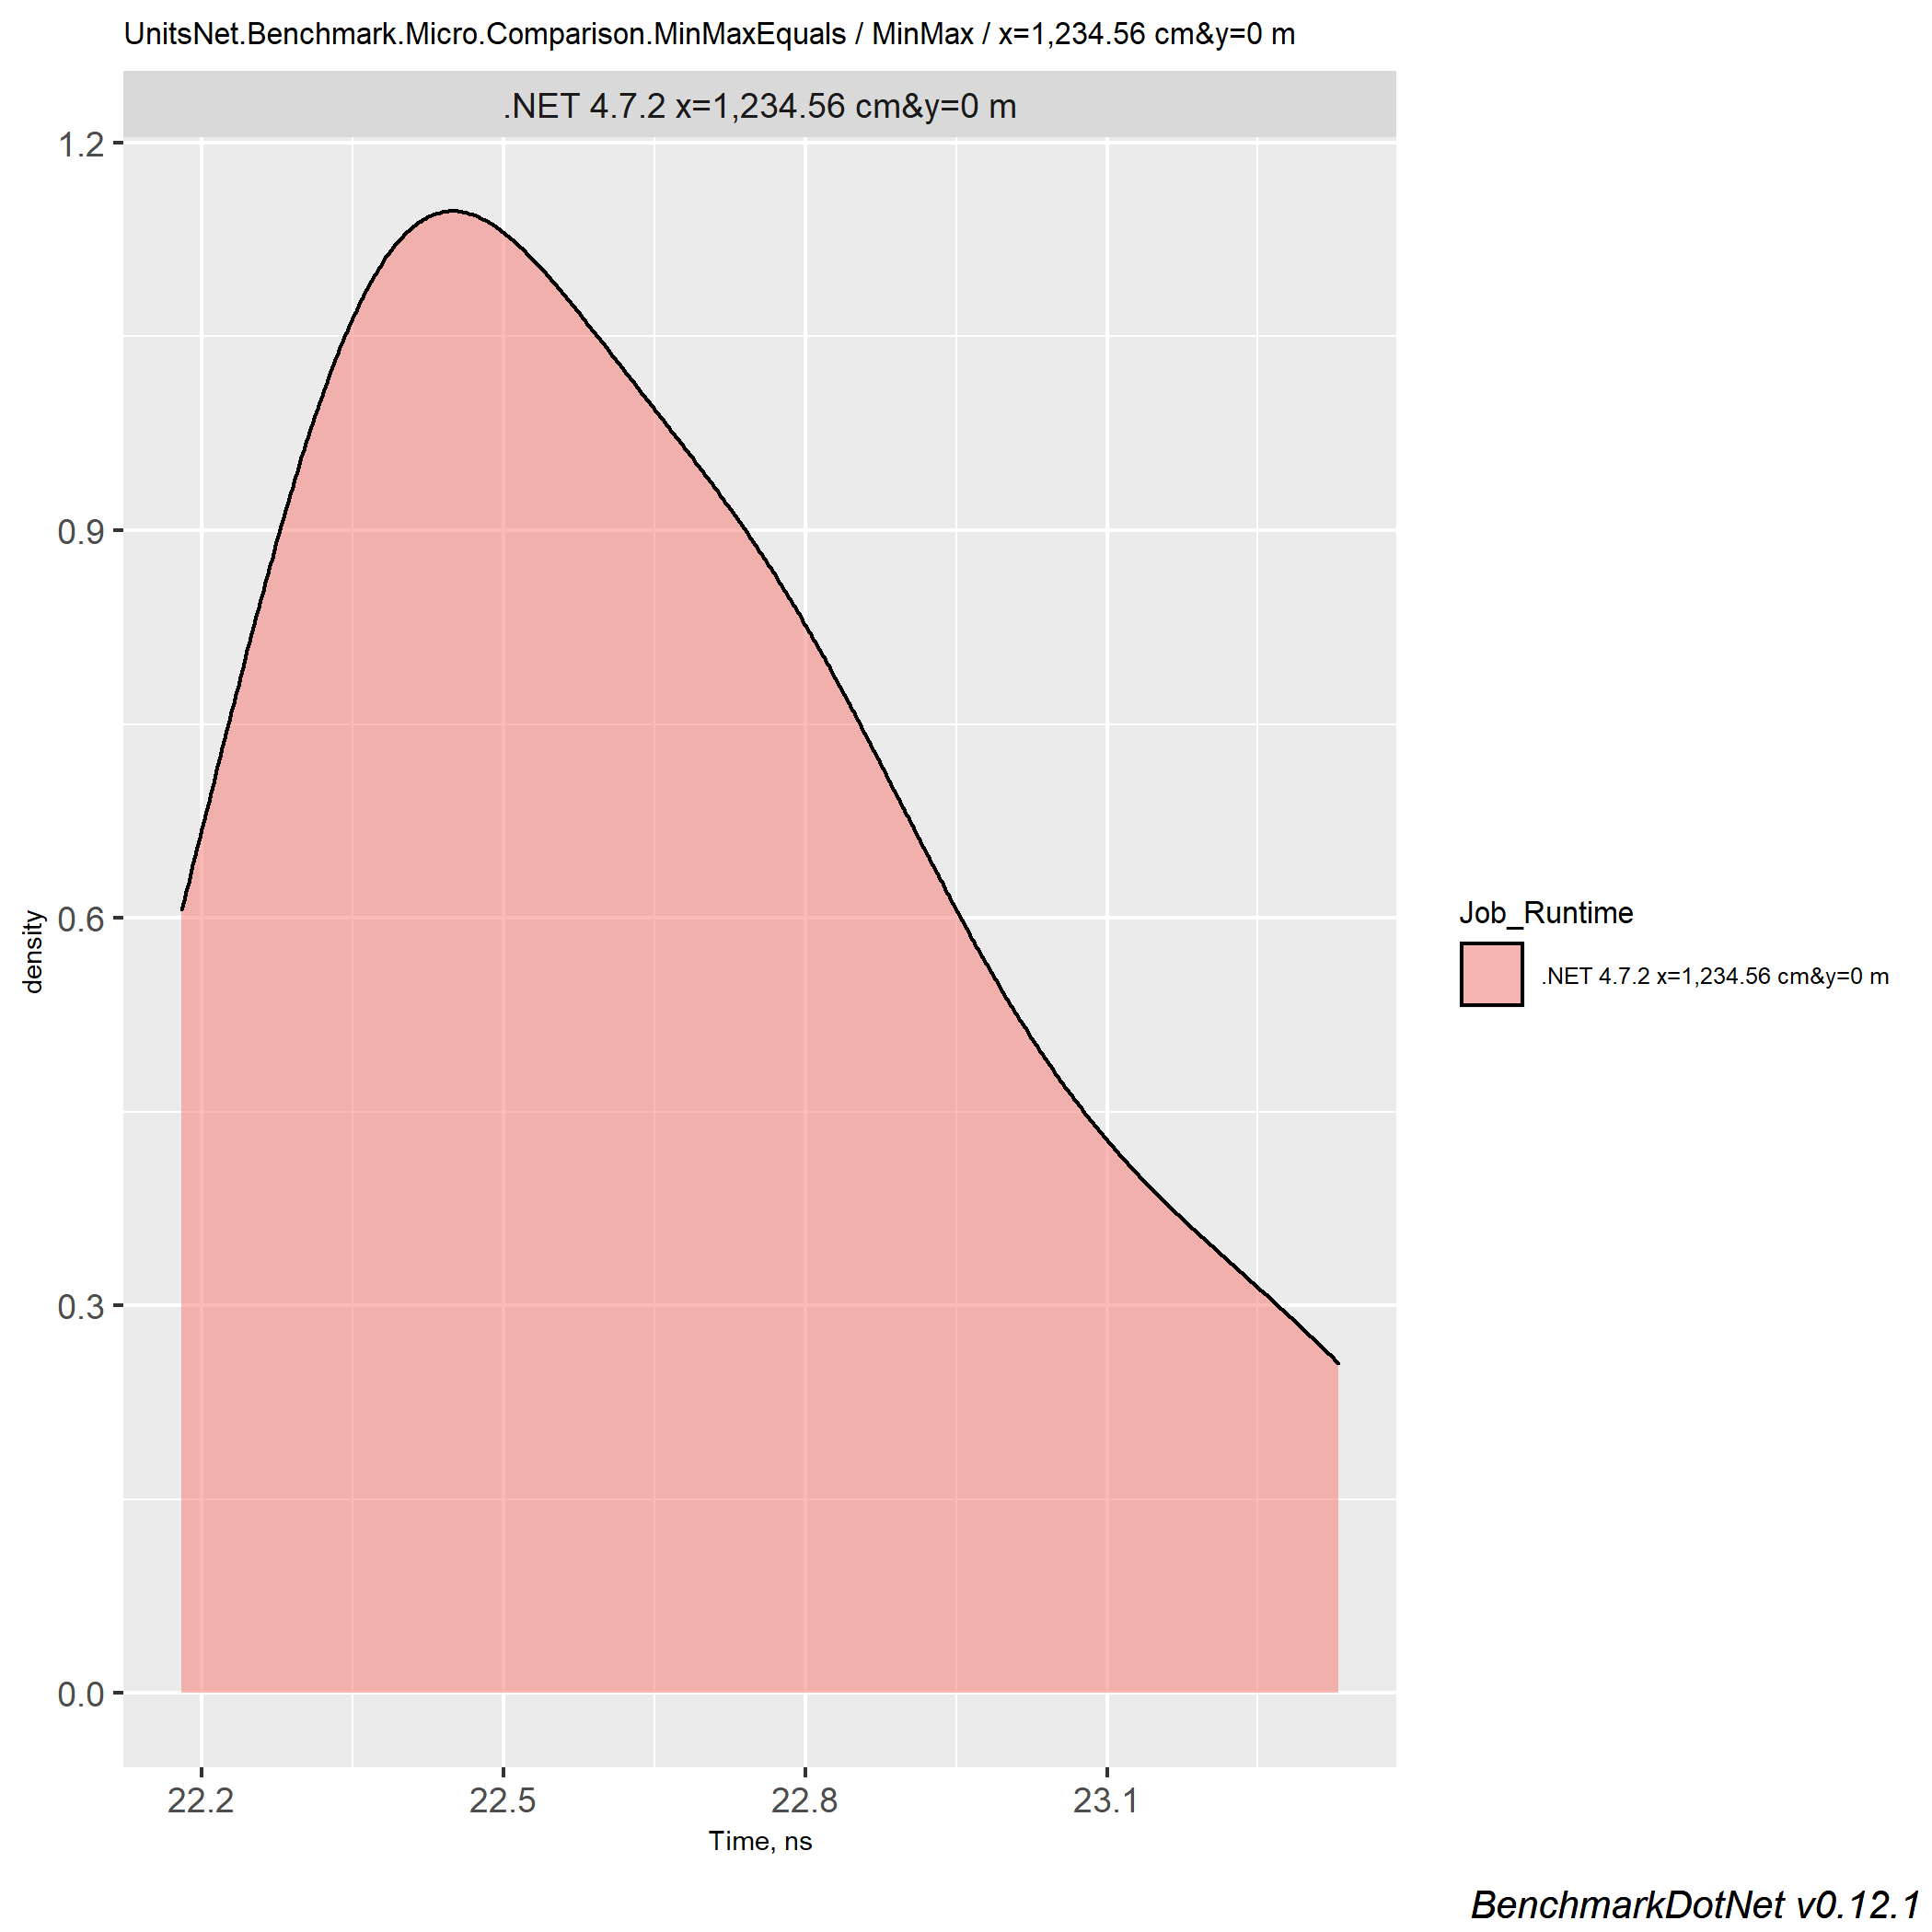 UnitsNet.Benchmark.Micro.Comparison.MinMaxEquals / MinMax / x=1,234.56 cm&y=0 m
.NET 4.7.2 x=1,234.56 cm&y=0 m
1.2
0.9
0.6
0.3
0.0
density
22.2 22.5 22.8 23.1
Time, ns
Job_Runtime
.NET 4.7.2 x=1,234.56 cm&y=0 m
BenchmarkDotNet v0.12.1